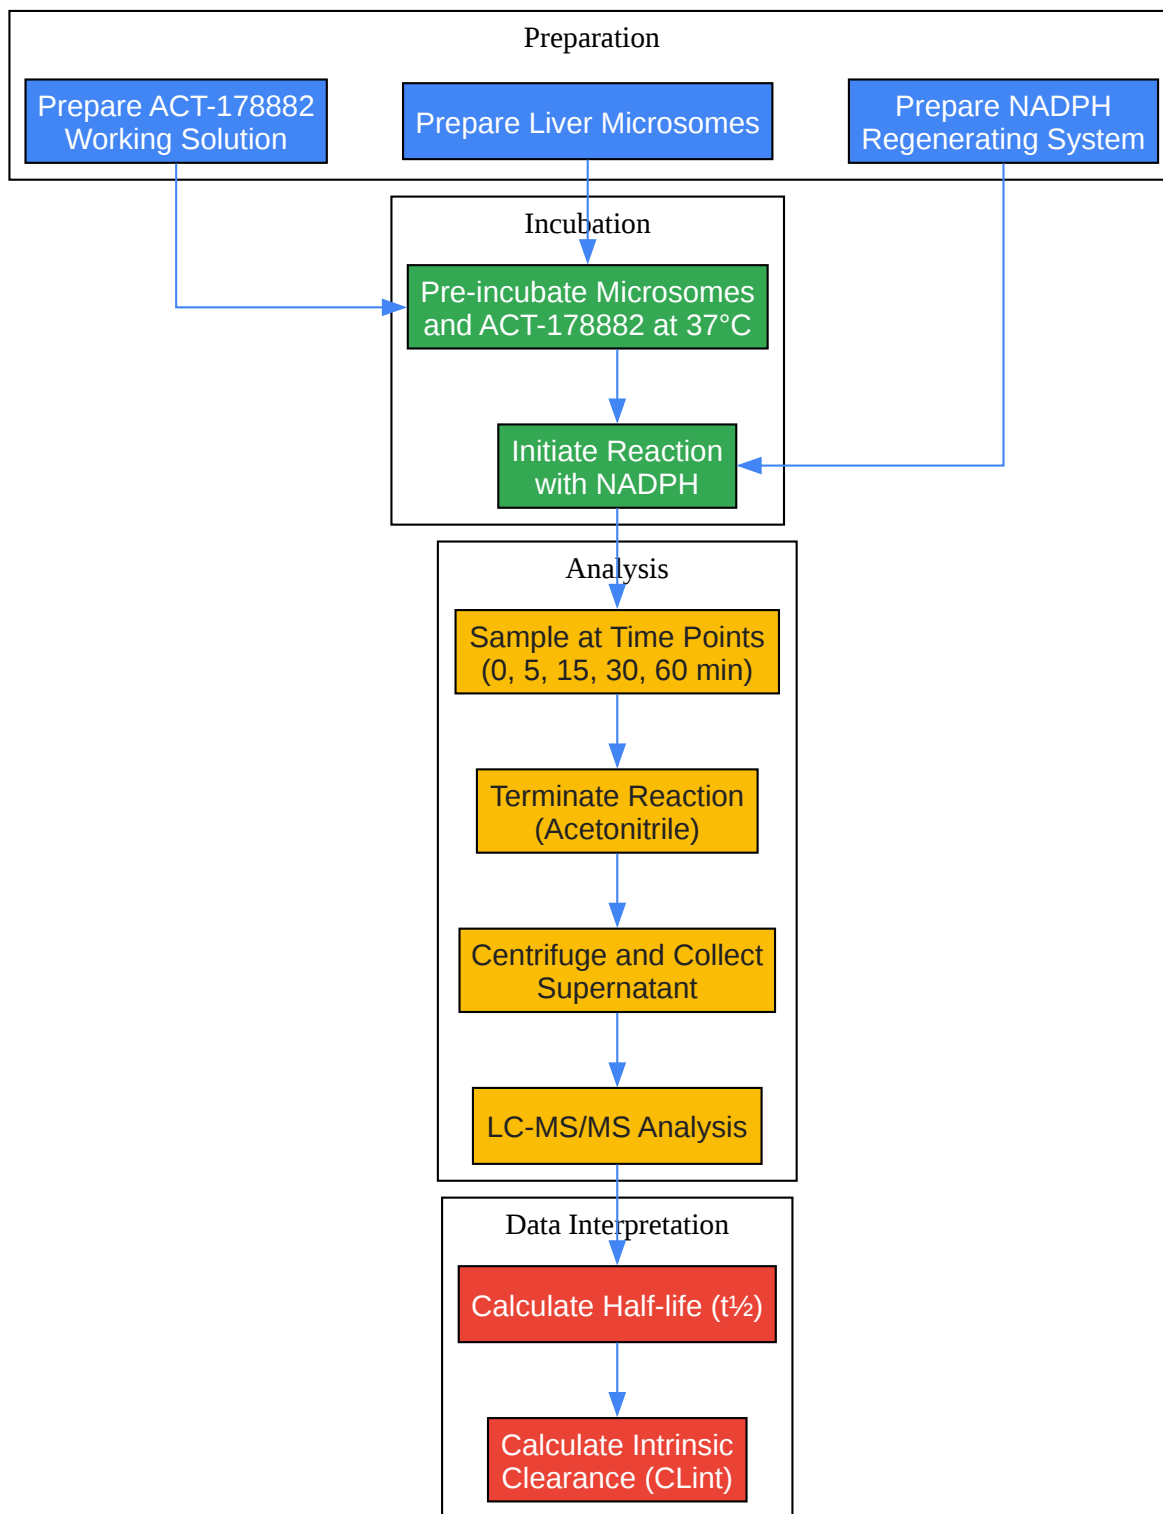 Preparation
Prepare ACT-178882
Working Solution
Prepare Liver Microsomes
Prepare NADPH
Regenerating System
Incubation
Pre-incubate Microsomes
and ACT-178882 at 37°C
Initiate Reaction
with NADPH
Analysis
Sample at Time Points
(0, 5, 15, 30, 60 min)
Terminate Reaction
(Acetonitrile)
Centrifuge and Collect
Supernatant
LC-MS/MS Analysis
Data Interpretation
Calculate Half-life (t½)
Calculate Intrinsic
Clearance (CLint)